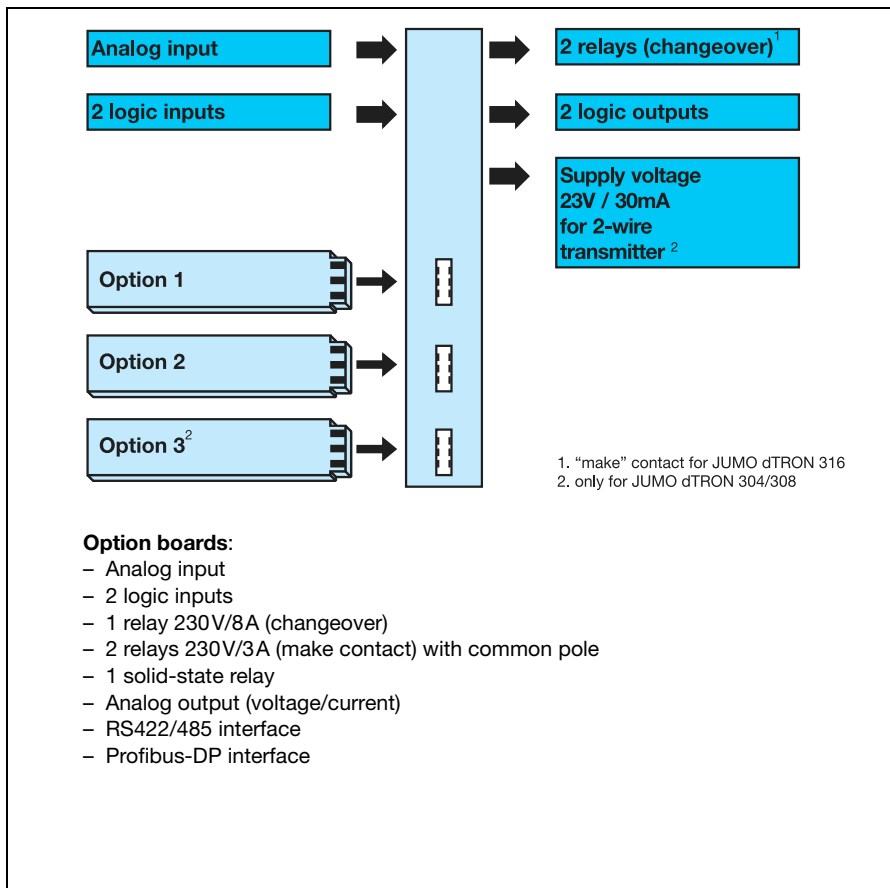 Analog input
2 logic inputs
2 relays (changeover)1
2 logic outputs
Supply voltage
23V / 30mA
for 2-wire
transmitter 2
Option 1
Option 2
Option 32
1. “make” contact for JUMO dTRON 316
2. only for JUMO dTRON 304/308
Option boards:
– Analog input
– 2 logic inputs
– 1 relay 230V/8A (changeover)
– 2 relays 230V/3A (make contact) with common pole
– 1 solid-state relay
– Analog output (voltage/current)
– RS422/485 interface
– Profibus-DP interface